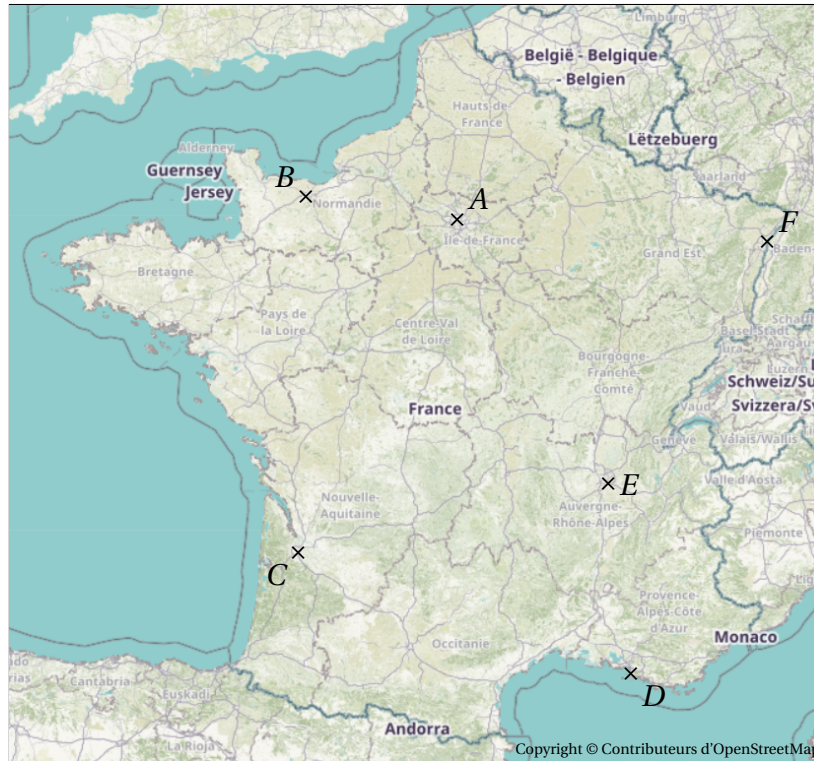 Limburg
België - Belgique
- Belgien
Hauts-de-
France
Lëtzebuerg
Alderney
Guernsey
Jersey
Saarland
B
A
Normandie
Île-de-France
F
Baden-
Grand Est
Bretagne
Pays de
la Loire
Centre-Val
de Loire
Schaffl
Basel-Stadt
Aargau
Jura
Bourgogne-
Franche-
Comté
Luzern
Schweiz/Su
Svizzera/Sv
France
Vaud
Genève
Valais/Wallis
Valle d'Aosta
E
Nouvelle-
Aquitaine
Auvergne-
Rhône-Alpes
Piemonte
C
Provence-
Alpes-Côte
d'Azur
Monaco
Occitanie
Cantabria
Euskadi
D
Andorra
La Rioja
Copyright © Contributeurs d'OpenStreetMap